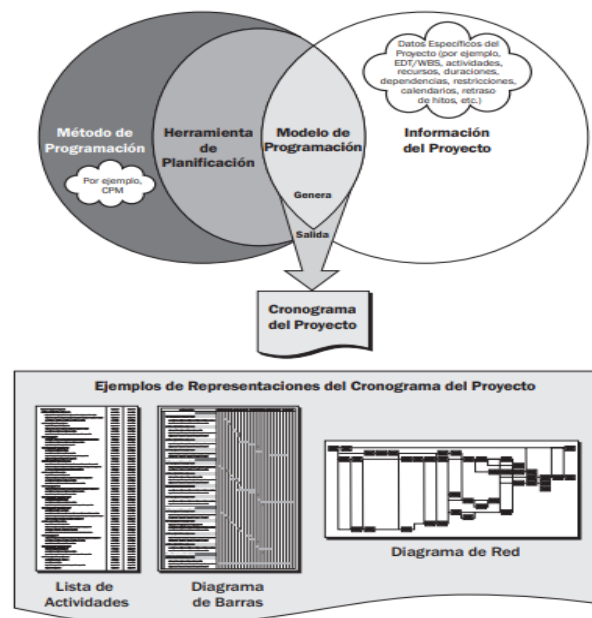 Datos Específicos del
Proyecto (por ejemplo,
EDT/WBS, actividades,
recursos, duraciones,
dependencias, restricciones,
calendarios, retraso
de hitos, etc.)
Método de
Programación
Por ejemplo,
CPM
Herramienta
de
Planificación
Modelo de
Programación
Información
del Proyecto
Genera
Salida
Cronograma
del Proyecto
Ejemplos de Representaciones del Cronograma del Proyecto
Lista de
Actividades
Diagrama
de Barras
Diagrama de Red